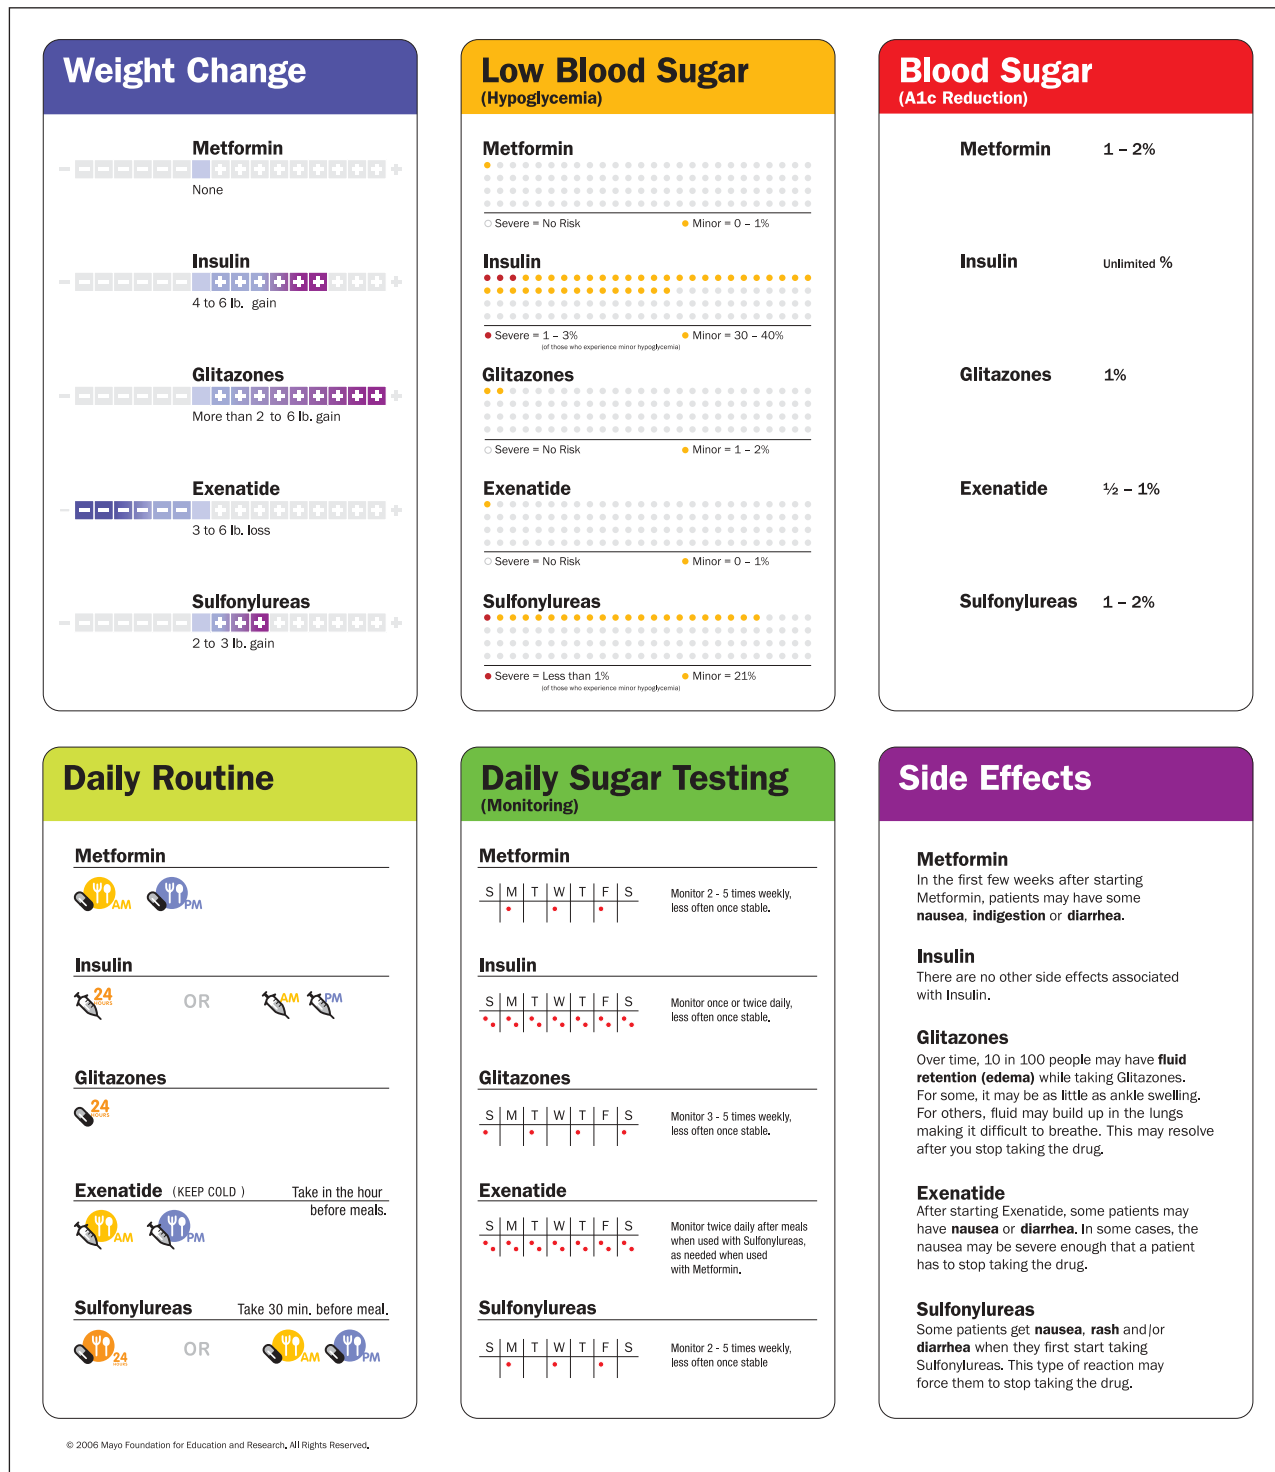 Weight Change
Metformin
None
Insulin
4 to 6 lb. gain
Glitazones
More than 2 to 6 lb. gain
Exenatide
3 to 6 lb. loss
Sulfonylureas
2 to 3 lb. gain
Low Blood Sugar
(Hypoglycemia)
Metformin
Severe = No Risk Minor = 0 – 1%
Insulin
Severe = 1 – 3% Minor = 30 – 40%
(of those who experience minor hypoglycemia)
Glitazones
Severe = No Risk Minor = 1 – 2%
Exenatide
Severe = No Risk Minor = 0 – 1%
Sulfonylureas
Severe = Less than 1% Minor = 21%
(of those who experience minor hypoglycemia)
Blood Sugar
(A1c Reduction)
Metformin 1 – 2%
Insulin Unlimited %
Glitazones 1%
Exenatide ½ – 1%
Sulfonylureas 1 – 2%
Daily Routine
Metformin
AM PM
Insulin
24 HOURS OR AM PM
Glitazones
24 HOURS
Exenatide (KEEP COLD ) Take in the hour
before meals.
AM PM
Sulfonylureas Take 30 min. before meal.
24 HOURS OR AM PM
Daily Sugar Testing
(Monitoring)
Metformin
S M T W T F S
Monitor 2 - 5 times weekly,
less often once stable.
Insulin
S M T W T F S
Monitor once or twice daily,
less often once stable.
Glitazones
S M T W T F S
Monitor 3 - 5 times weekly,
less often once stable.
Exenatide
S M T W T F S
Monitor twice daily after meals
when used with Sulfonylureas,
as needed when used
with Metformin.
Sulfonylureas
S M T W T F S
Monitor 2 - 5 times weekly,
less often once stable
Side Effects
Metformin
In the first few weeks after starting
Metformin, patients may have some
nausea, indigestion or diarrhea.
Insulin
There are no other side effects associated
with Insulin.
Glitazones
Over time, 10 in 100 people may have fluid
retention (edema) while taking Glitazones.
For some, it may be as little as ankle swelling.
For others, fluid may build up in the lungs
making it difficult to breathe. This may resolve
after you stop taking the drug.
Exenatide
After starting Exenatide, some patients may
have nausea or diarrhea. In some cases, the
nausea may be severe enough that a patient
has to stop taking the drug.
Sulfonylureas
Some patients get nausea, rash and/or
diarrhea when they first start taking
Sulfonylureas. This type of reaction may
force them to stop taking the drug.
© 2006 Mayo Foundation for Education and Research. All Rights Reserved.